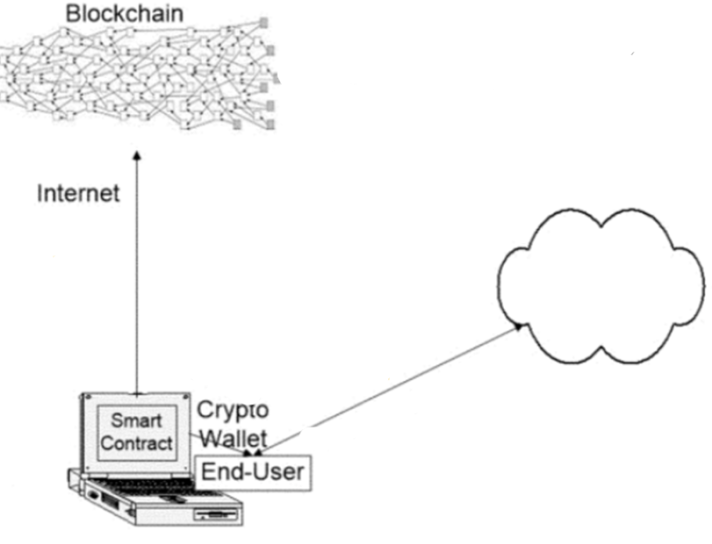 Blockchain
Internet
Smart
Contract
Crypto
Wallet
End-User